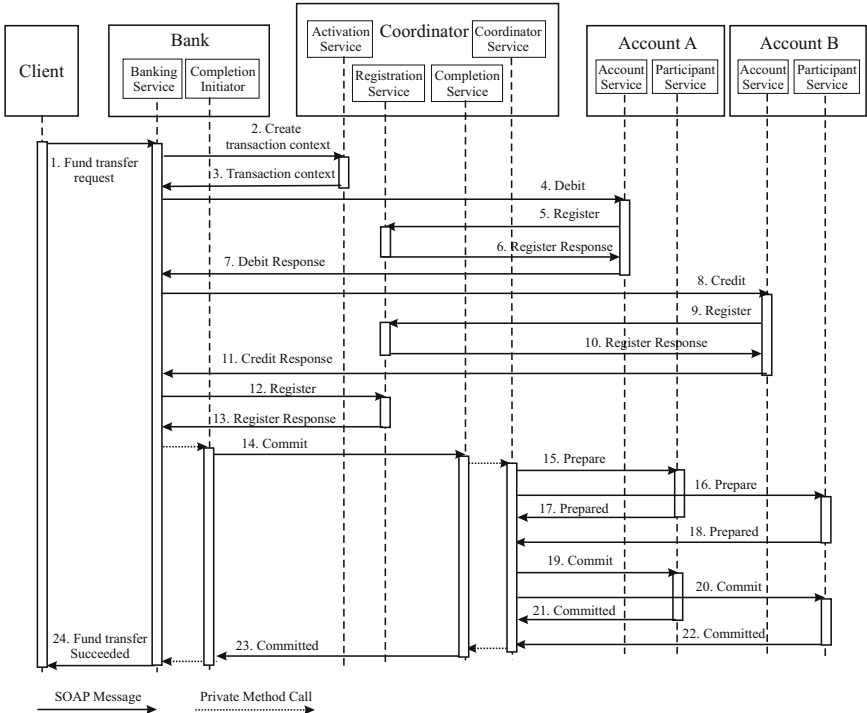 Client
Bank
Banking
Service
Completion
Initiator
Coordinator
Activation
Service
Registration
Service
Completion
Service
Coordinator
Service
Account A
Account
Service
Participant
Service
Account B
Account
Service
Participant
Service
1. Fund transfer
request
2. Create
transaction context
3. Transaction context
4. Debit
5. Register
6. Register Response
7. Debit Response
8. Credit
9. Register
10. Register Response
11. Credit Response
12. Register
13. Register Response
14. Commit
15. Prepare
16. Prepare
17. Prepared
18. Prepared
19. Commit
20. Commit
21. Committed
22. Committed
23. Committed
24. Fund transfer
Succeeded
SOAP Message
Private Method Call